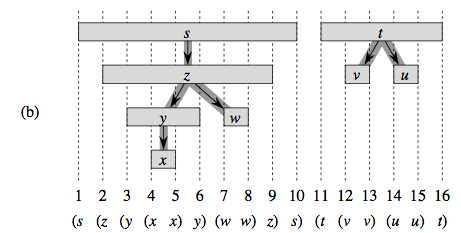 s t
z v u
(b) y w
x
1 2 3 4 5 6 7 8 9 10 11 12 13 14 15 16
(s (z (y (x x) y) (w w) z) s) (t (v v) (u u) t)